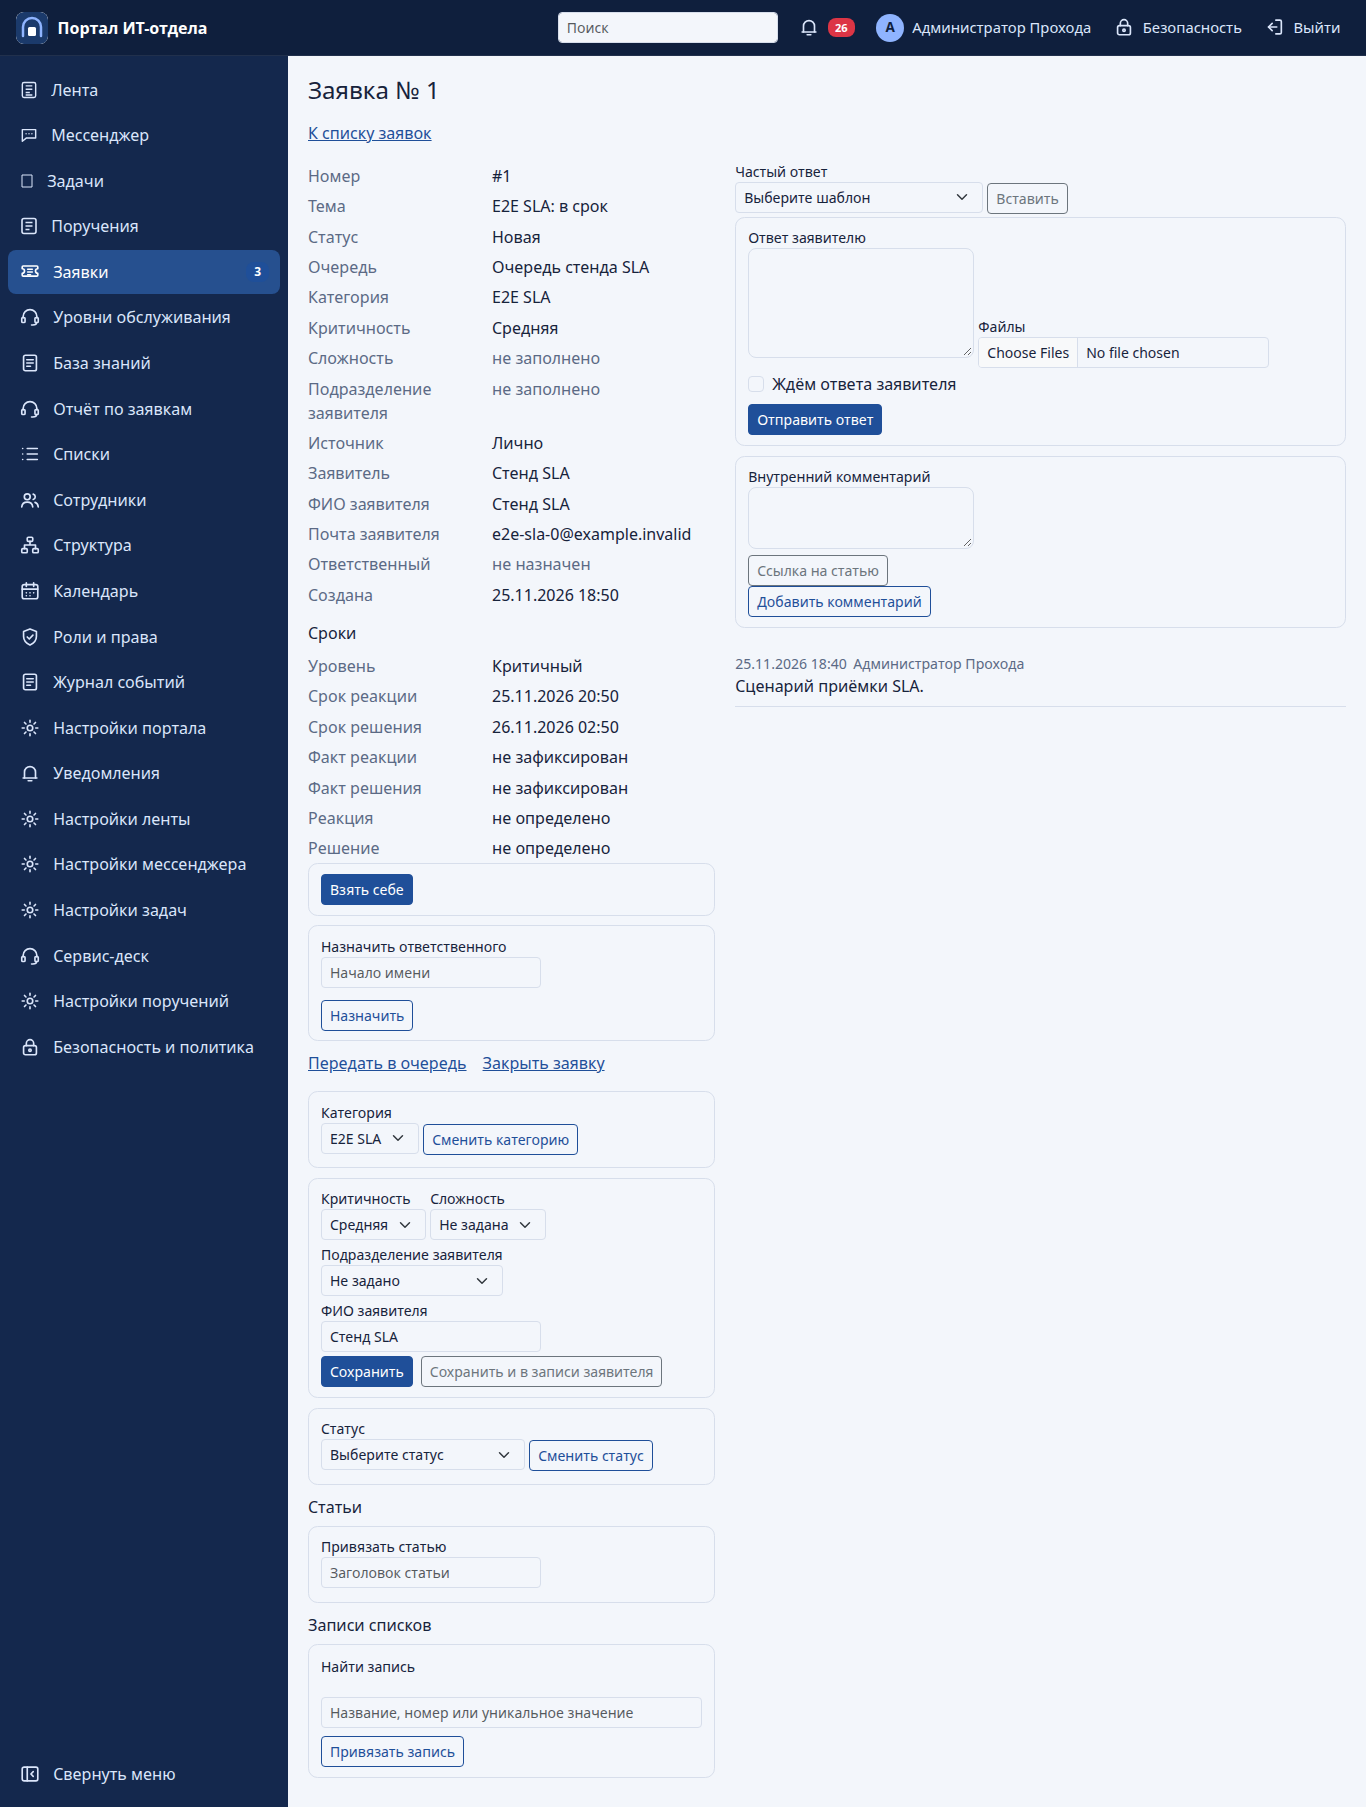 Портал ИТ-отдела
Поиск
26
А
Администратор Прохода
Безопасность
Выйти
Лента
Мессенджер
Задачи
Поручения
Заявки
3
Уровни обслуживания
База знаний
Отчёт по заявкам
Списки
Сотрудники
Структура
Календарь
Роли и права
Журнал событий
Настройки портала
Уведомления
Настройки ленты
Настройки мессенджера
Настройки задач
Сервис-деск
Настройки поручений
Безопасность и политика
Свернуть меню
Заявка № 1
К списку заявок
Номер #1
Тема E2E SLA: в срок
Статус Новая
Очередь Очередь стенда SLA
Категория E2E SLA
Критичность Средняя
Сложность не заполнено
Подразделение не заполнено
заявителя
Источник Лично
Заявитель Стенд SLA
ФИО заявителя Стенд SLA
Почта заявителя e2e-sla-0@example.invalid
Ответственный не назначен
Создана 25.11.2026 18:50
Сроки
Уровень Критичный
Срок реакции 25.11.2026 20:50
Срок решения 26.11.2026 02:50
Факт реакции не зафиксирован
Факт решения не зафиксирован
Реакция не определено
Решение не определено
Взять себе
Назначить ответственного
Начало имени
Назначить
Передать в очередь Закрыть заявку
Категория
E2E SLA Сменить категорию
Критичность Сложность
Средняя Не задана
Подразделение заявителя
Не задано
ФИО заявителя
Стенд SLA
Сохранить Сохранить и в записи заявителя
Статус
Выберите статус Сменить статус
Статьи
Привязать статью
Заголовок статьи
Записи списков
Найти запись
Название, номер или уникальное значение
Привязать запись
Частый ответ
Выберите шаблон Вставить
Ответ заявителю
Файлы
Choose Files No file chosen
Ждём ответа заявителя
Отправить ответ
Внутренний комментарий
Ссылка на статью
Добавить комментарий
25.11.2026 18:40 Администратор Прохода
Сценарий приёмки SLA.